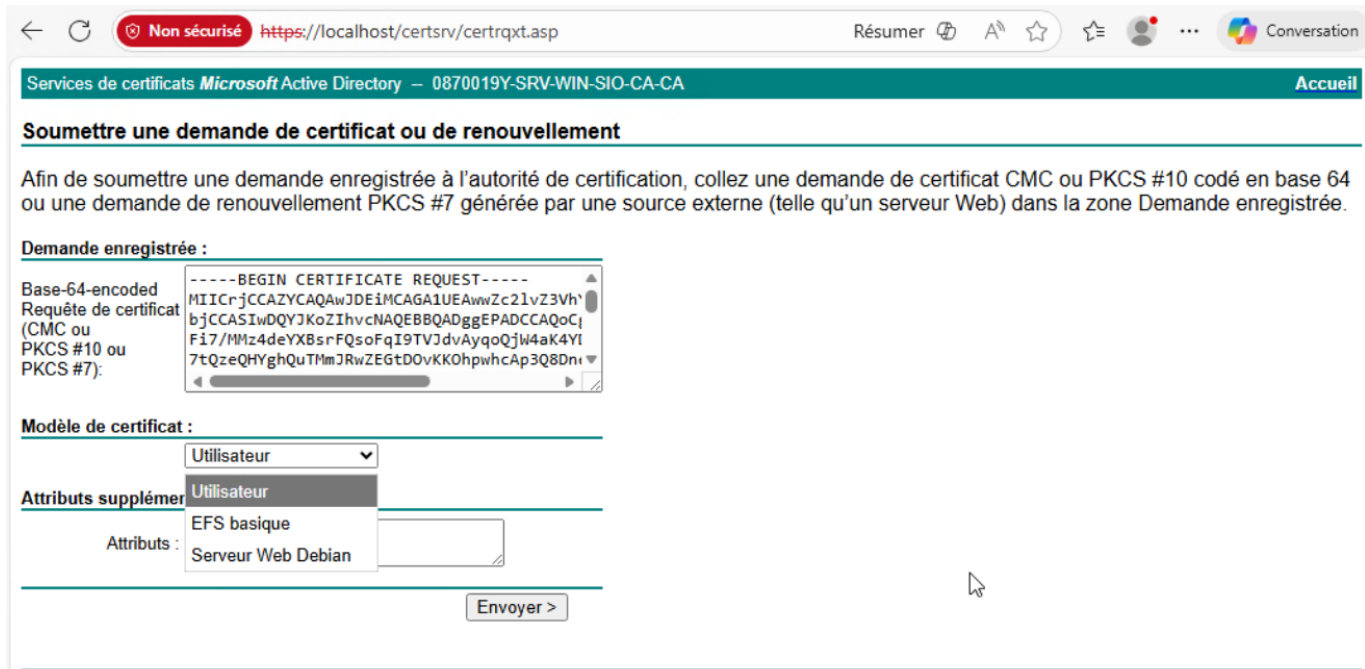 Non sécurisé https://localhost/certsrv/certrqxt.asp Résumer Conversation
Services de certificats Microsoft Active Directory -- 0870019Y-SRV-WIN-SIO-CA-CA Accueil
Soumettre une demande de certificat ou de renouvellement
Afin de soumettre une demande enregistrée à l'autorité de certification, collez une demande de certificat CMC ou PKCS #10 codé en base 64
ou une demande de renouvellement PKCS #7 générée par une source externe (telle qu'un serveur Web) dans la zone Demande enregistrée.
Demande enregistrée :
Base-64-encoded
Requête de certificat
(CMC ou
PKCS #10 ou
PKCS #7):
-----BEGIN CERTIFICATE REQUEST-----
MIICrjCCAZYCAQAwJDEiMCAGA1UEAwwZc2lvZ3Vh
bjCCASIwDQYJKoZIhvcNAQEBBQADggEPADCCAQoC
Fi7/MMz4deYXBsrFQsoFqI9TVJdvAyqoQjW4aK4Y
7tQzeQHYghQuTMmJRwZEGtDOvKKOhpwhcAp3Q8Dn
Modèle de certificat :
Utilisateur
Utilisateur
EFS basique
Serveur Web Debian
Attributs supplémer
Attributs :
Envoyer >